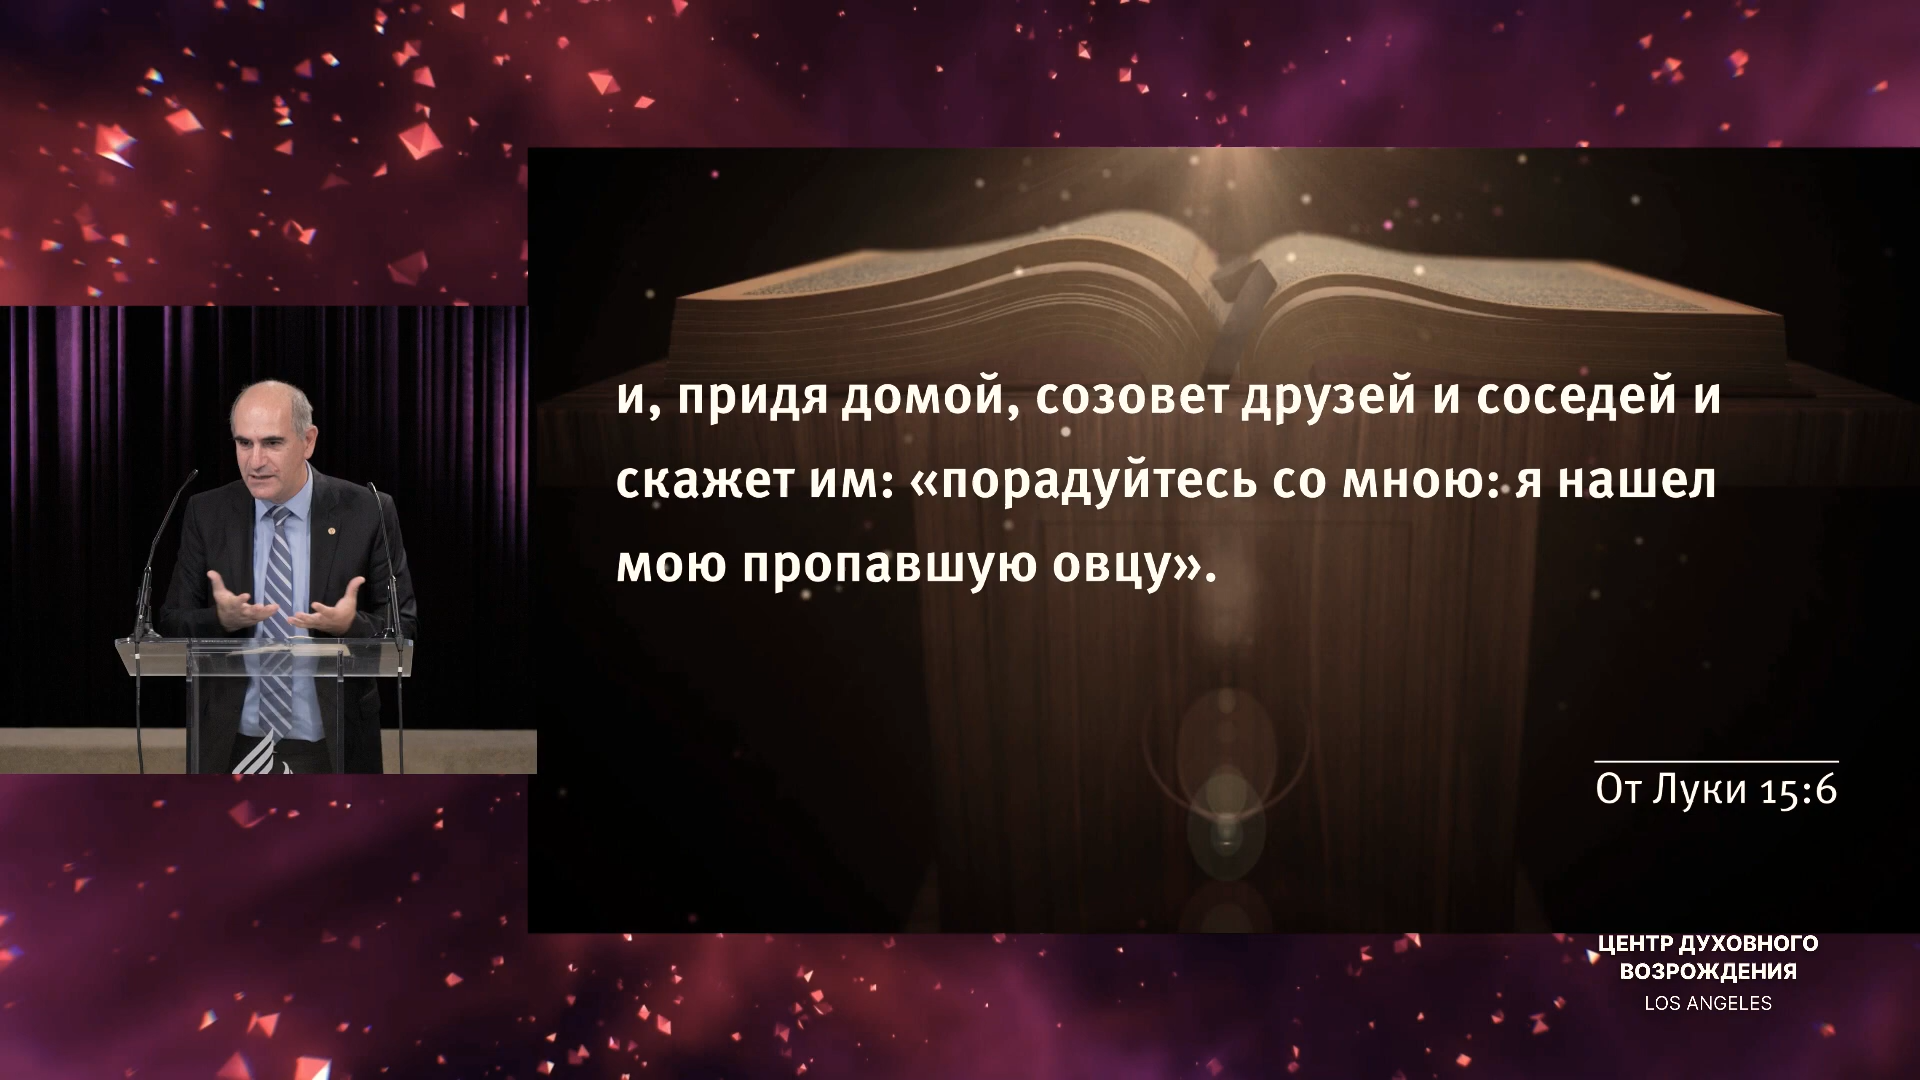 и, придя домой, созовет друзей и соседей и
скажет им: «порадуйтесь со мною: я нашел
мою пропавшую овцу».
От Луки 15:6
ЦЕНТР ДУХОВНОГО
ВОЗРОЖДЕНИЯ
LOS ANGELES